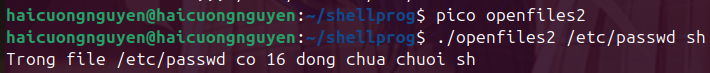 haicuongnguyen@haicuongnguyen:~/shellprog$ pico openfiles2
haicuongnguyen@haicuongnguyen:~/shellprog$ ./openfiles2 /etc/passwd sh
Trong file /etc/passwd co 16 dong chua chuoi sh